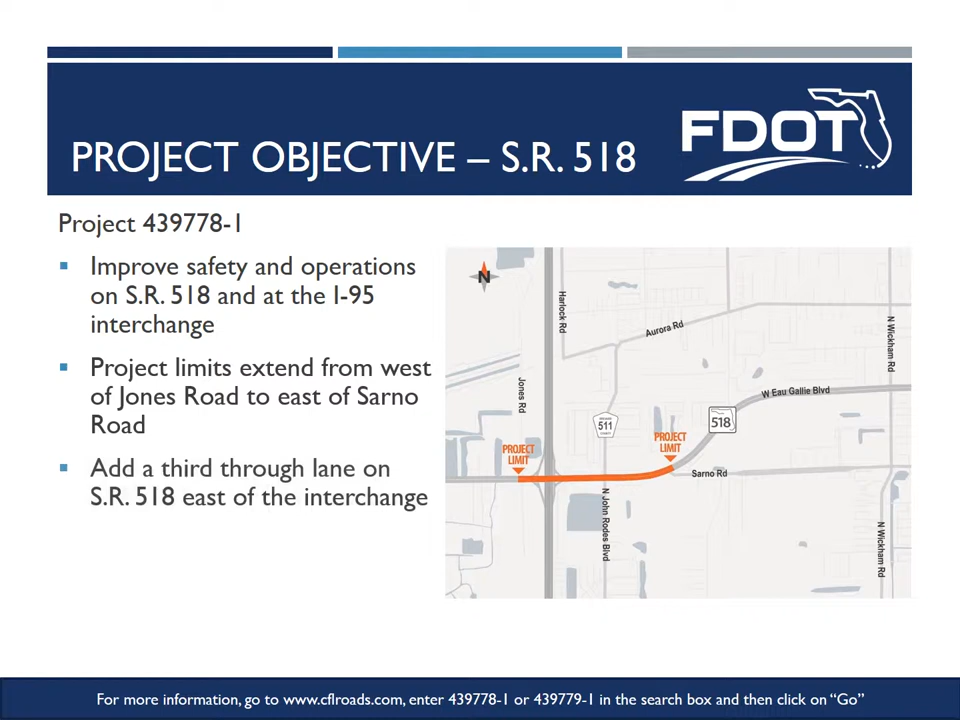 PROJECT OBJECTIVE – S.R. 518
FDOT
Project 439778-1
Improve safety and operations
on S.R. 518 and at the I-95
interchange
Project limits extend from west
of Jones Road to east of Sarno
Road
Add a third through lane on
S.R. 518 east of the interchange
N
Harlock Rd
Aurora Rd
N Wickham Rd
Jones Rd
W Eau Gallie Blvd
511
518
PROJECT
LIMIT
PROJECT
LIMIT
Sarno Rd
N John Rodes Blvd
N Wickham Rd
For more information, go to www.cflroads.com, enter 439778-1 or 439779-1 in the search box and then click on “Go”